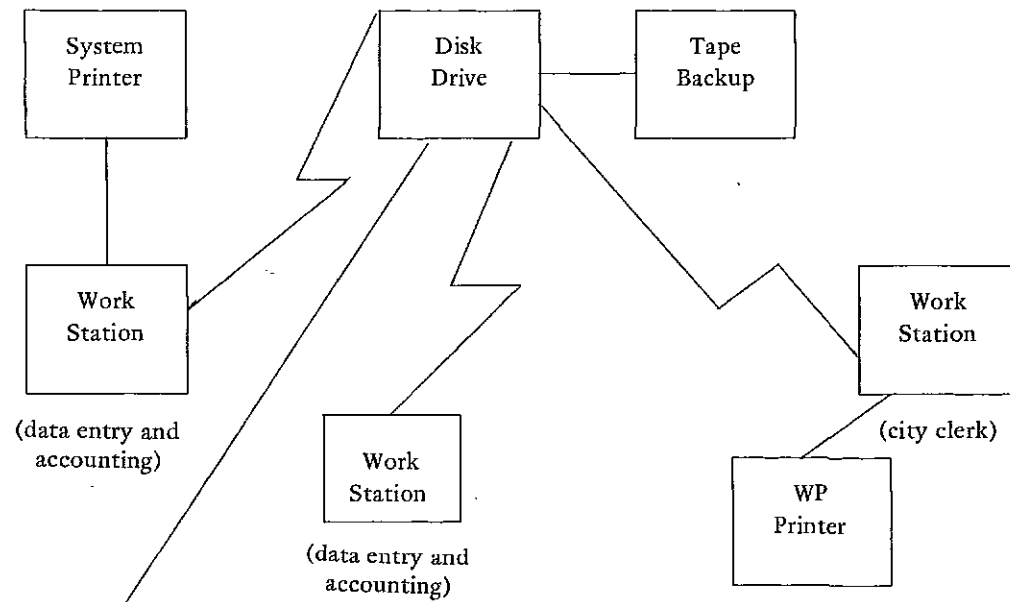 System
Printer
Disk
Drive
Tape
Backup
Work
Station
(data entry and
accounting)
Work
Station
(data entry and
accounting)
Work
Station
(city clerk)
WP
Printer